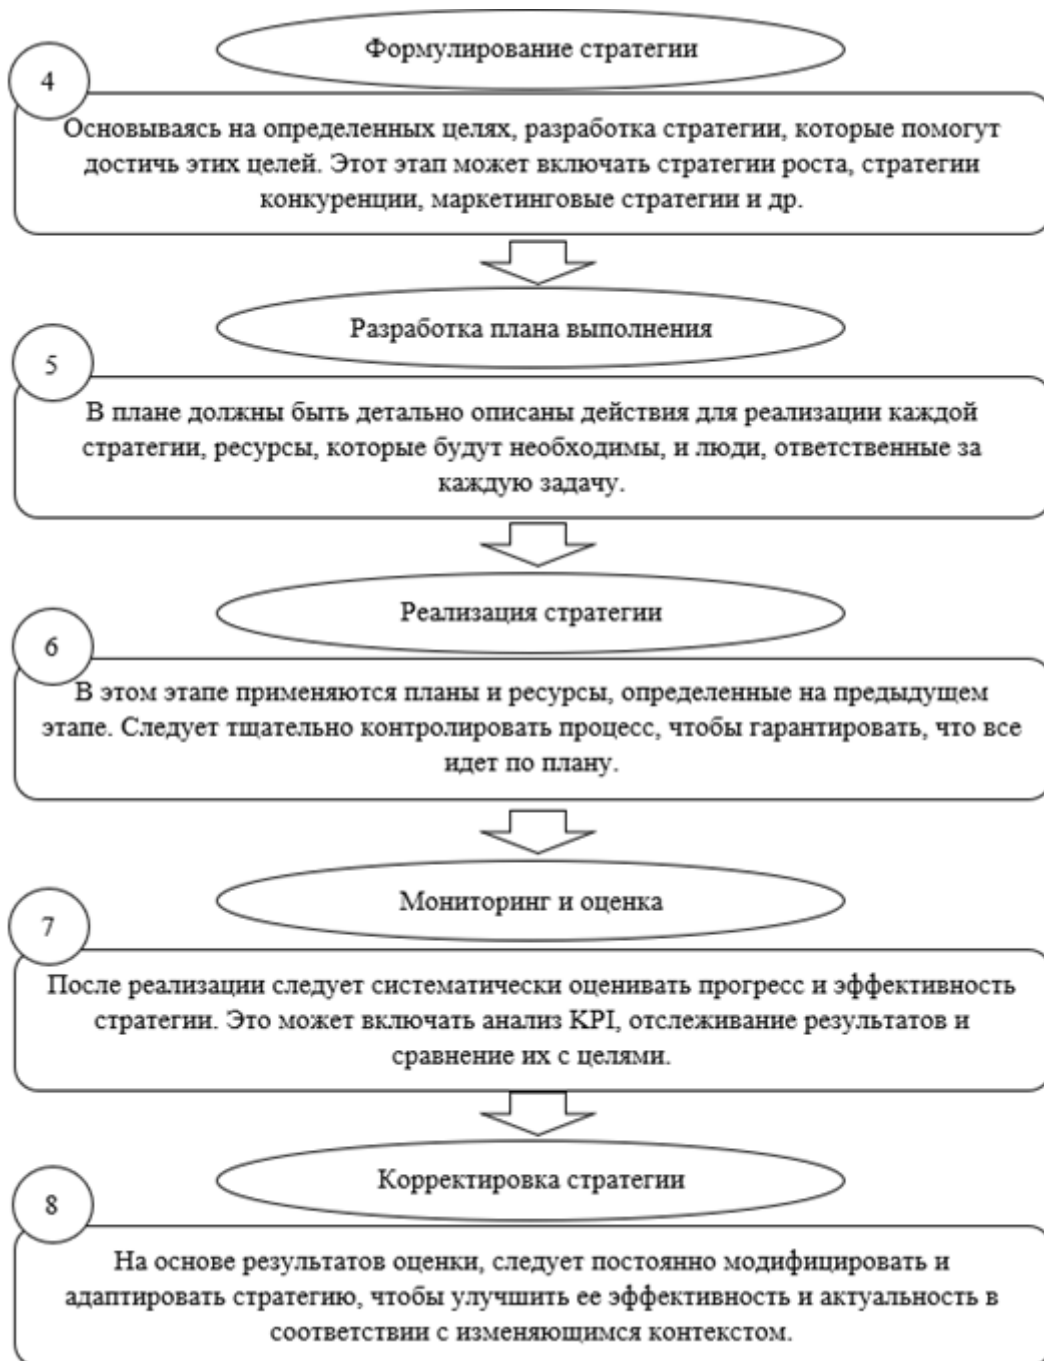 Формулирование стратегии
4
Основываясь на определенных целях, разработка стратегии, которые помогут
достичь этих целей. Этот этап может включать стратегии роста, стратегии
конкуренции, маркетинговые стратегии и др.
Разработка плана выполнения
5
В плане должны быть детально описаны действия для реализации каждой
стратегии, ресурсы, которые будут необходимы, и люди, ответственные за
каждую задачу.
Реализация стратегии
6
В этом этапе применяются планы и ресурсы, определенные на предыдущем
этапе. Следует тщательно контролировать процесс, чтобы гарантировать, что все
идет по плану.
Мониторинг и оценка
7
После реализации следует систематически оценивать прогресс и эффективность
стратегии. Это может включать анализ KPI, отслеживание результатов и
сравнение их с целями.
Корректировка стратегии
8
На основе результатов оценки, следует постоянно модифицировать и
адаптировать стратегию, чтобы улучшить ее эффективность и актуальность в
соответствии с изменяющимся контекстом.